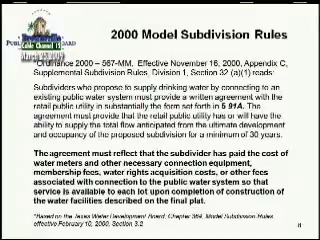 2000 Model Subdivision Rules
Cable Channel 12
March 25 2009
"Ordinance 2000 – 567-MM, Effective November 16, 2000, Appendix C,
Supplemental Subdivision Rules, Division 1, Section 32 (a)(1) reads:
Subdividers who propose to supply drinking water by connecting to an
existing public water system must provide a written agreement with the
retail public utility in substantially the form set forth in § 91A. The
agreement must provide that the retail public utility has or will have the
ability to supply the total flow anticipated from the ultimate development
and occupancy of the proposed subdivision for a minimum of 30 years.
The agreement must reflect that the subdivider has paid the cost of
water meters and other necessary connection equipment,
membership fees, water rights acquisition costs, or other fees
associated with connection to the public water system so that
service is available to each lot upon completion of construction of
the water facilities described on the final plat.
*Based on the Texas Water Development Board, Chapter 364, Model Subdivision Rules
effective February 10, 2000, Section 3.2
8